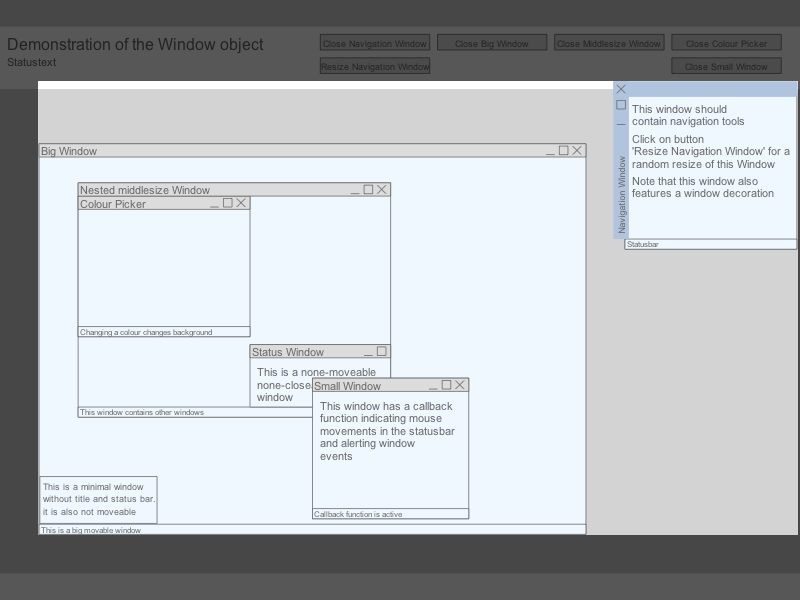 Demonstration of the Window object
Statustext
Close Navigation Window
Close Big Window
Close Middlesize Window
Close Colour Picker
Resize Navigation Window
Close Small Window
Navigation Window
This window should
contain navigation tools
Click on button
'Resize Navigation Window' for a
random resize of this Window
Note that this window also
features a window decoration
Statusbar
Big Window
Nested middlesize Window
Colour Picker
Changing a colour changes background
Status Window
This is a none-moveable
none-close
window
This window contains other windows
Small Window
This window has a callback
function indicating mouse
movements in the statusbar
and alerting window
events
Callback function is active
This is a minimal window
without title and status bar.
it is also not moveable
This is a big movable window